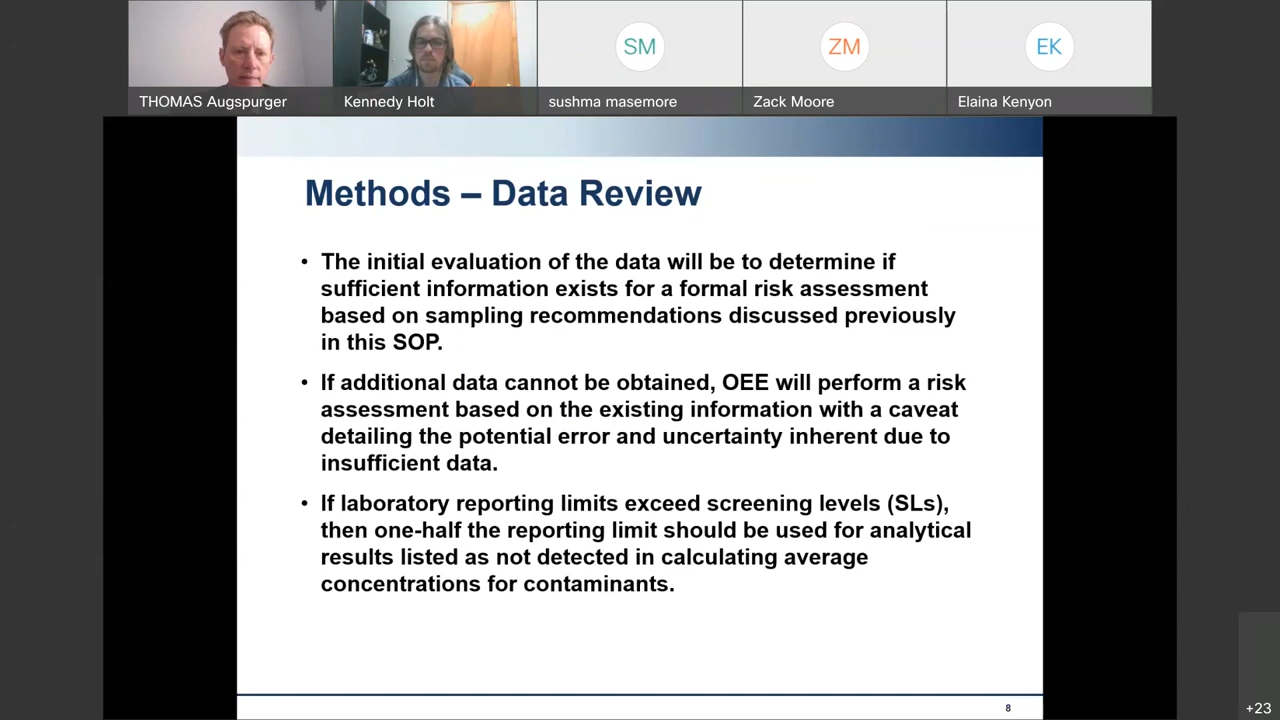 SM
ZM
EK
THOMAS Augspurger
Kennedy Holt
sushma masemore
Zack Moore
Elaina Kenyon
Methods – Data Review
• The initial evaluation of the data will be to determine if
sufficient information exists for a formal risk assessment
based on sampling recommendations discussed previously
in this SOP.
• If additional data cannot be obtained, OEE will perform a risk
assessment based on the existing information with a caveat
detailing the potential error and uncertainty inherent due to
insufficient data.
• If laboratory reporting limits exceed screening levels (SLs),
then one-half the reporting limit should be used for analytical
results listed as not detected in calculating average
concentrations for contaminants.
8
+23